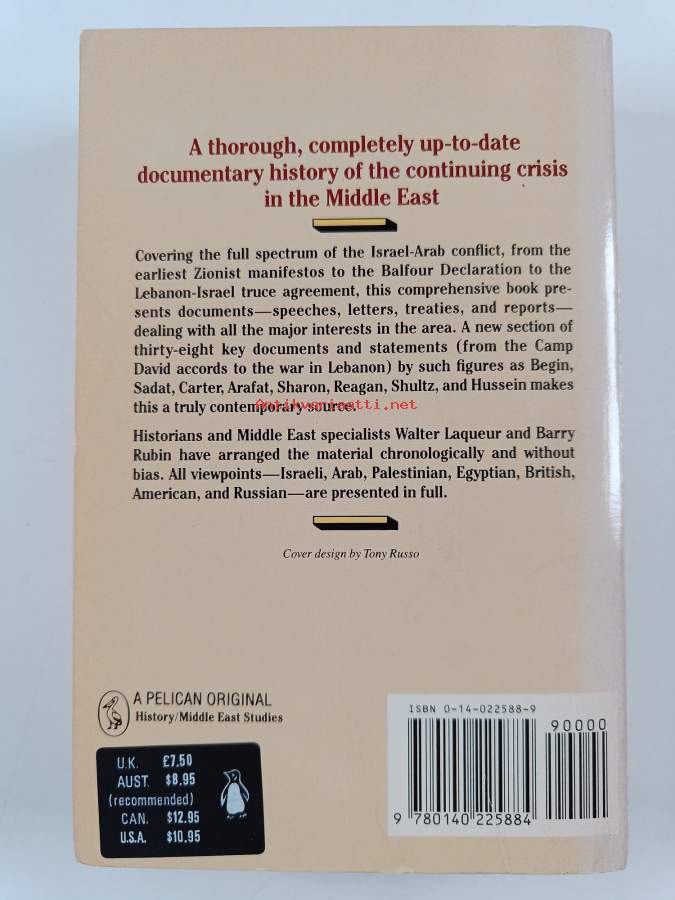 A thorough, completely up-to-date
documentary history of the continuing crisis
in the Middle East
Covering the full spectrum of the Israel-Arab conflict, from the
earliest Zionist manifestos to the Balfour Declaration to the
Lebanon-Israel truce agreement, this comprehensive book pre-
sents documents—speeches, letters, treaties, and reports—
dealing with all the major interests in the area. A new section of
thirty-eight key documents and statements (from the Camp
David accords to the war in Lebanon) by such figures as Begin,
Sadat, Carter, Arafat, Sharon, Reagan, Shultz, and Hussein makes
this a truly contemporary source.
Antikvariaatti.net
Historians and Middle East specialists Walter Laqueur and Barry
Rubin have arranged the material chronologically and without
bias. All viewpoints—Israeli, Arab, Palestinian, Egyptian, British,
American, and Russian—are presented in full.
Cover design by Tony Russo
A PELICAN ORIGINAL
History/Middle East Studies
U.K. £7.50
AUST. $8.95
(recommended)
CAN. $12.95
U.S.A. $10.95
ISBN 0-14-022588-9
90000
9 780140 225884